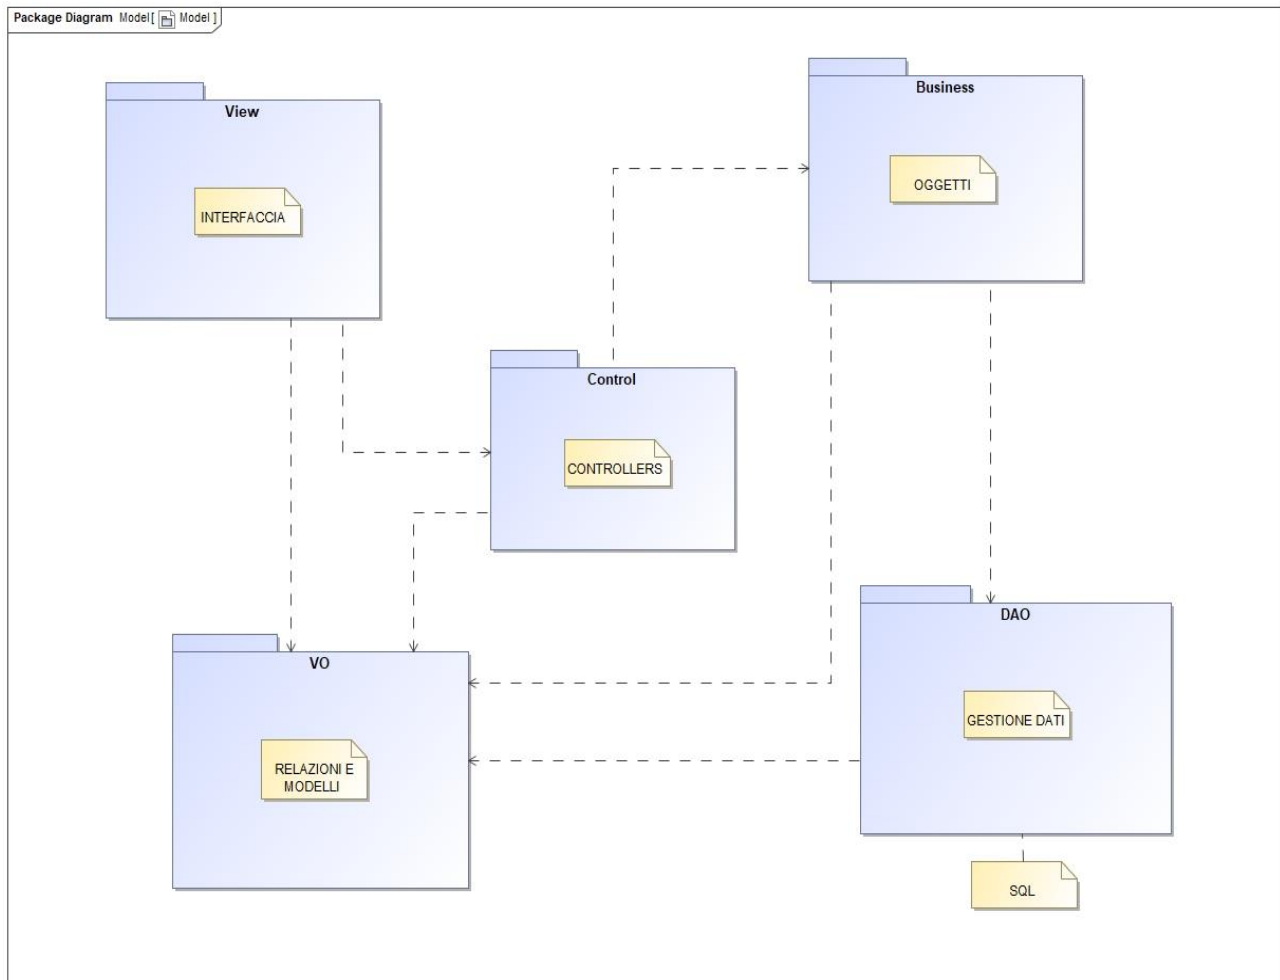 Package Diagram Model[ Model ]
View
INTERFACCIA
Business
OGGETTI
Control
CONTROLLERS
VO
RELAZIONI E
MODELLI
DAO
GESTIONE DATI
SQL